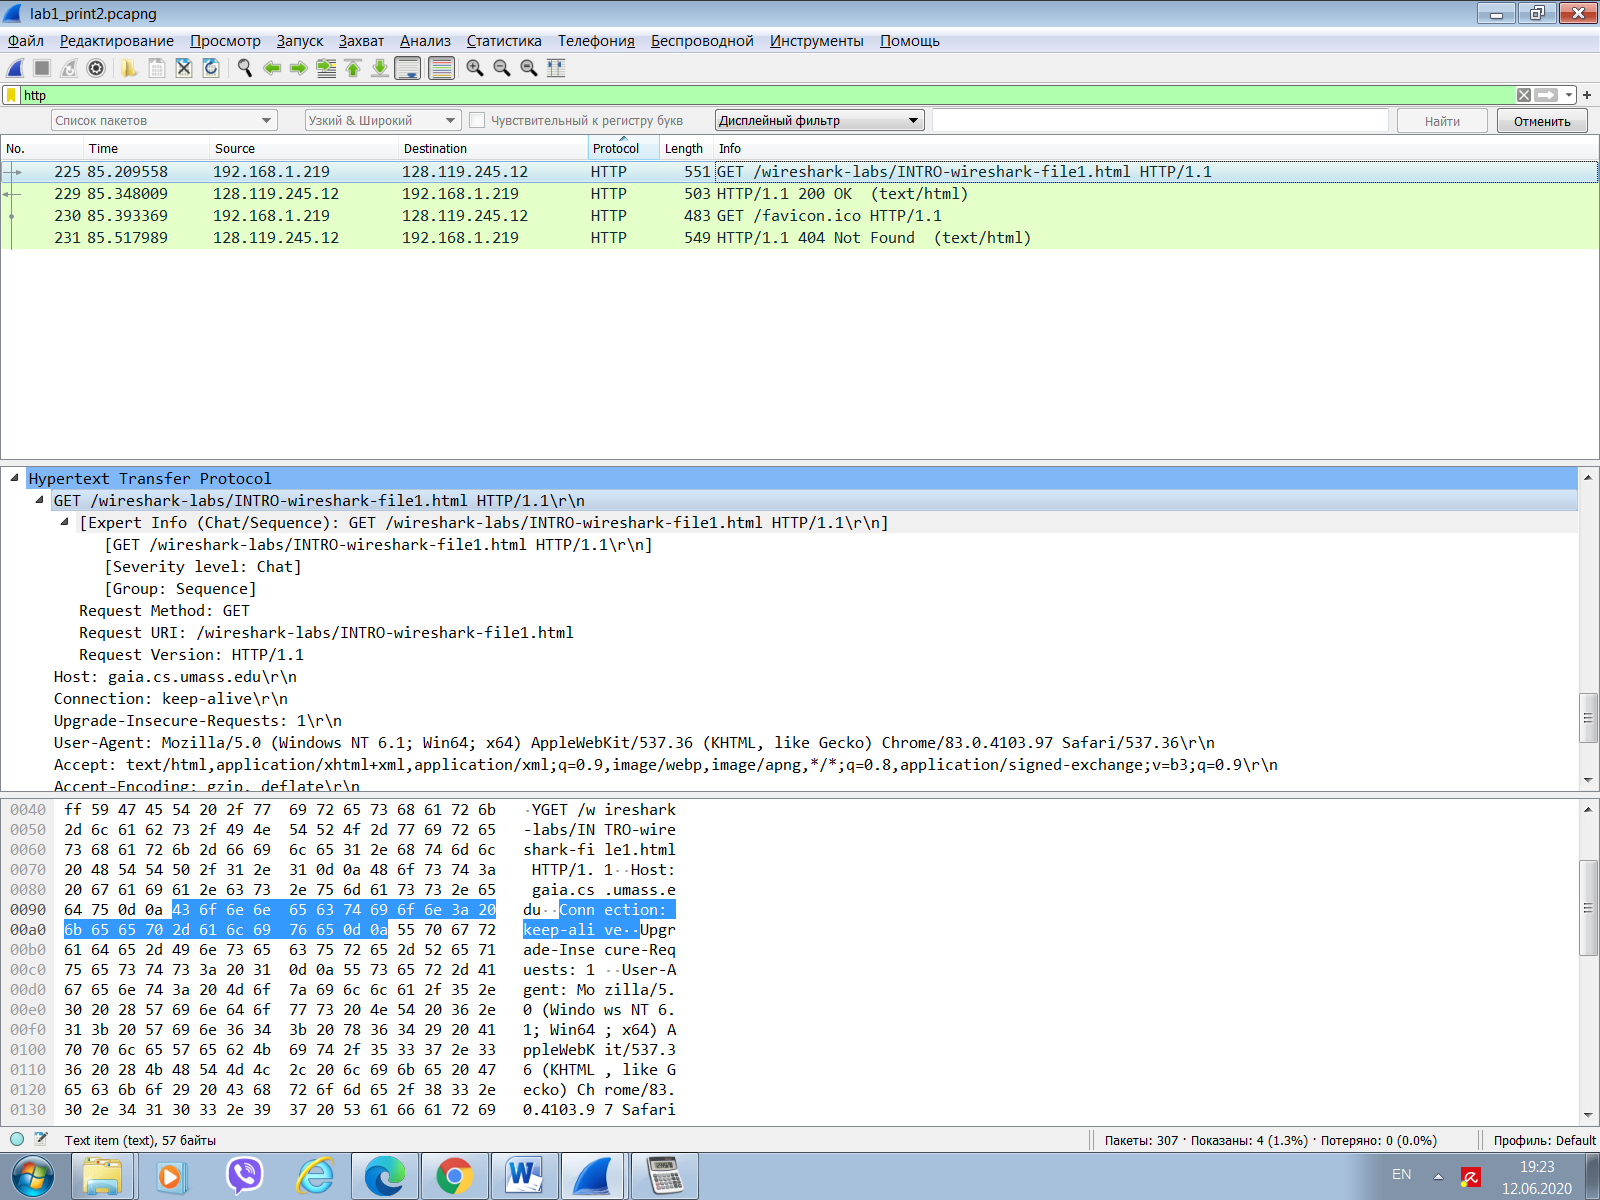 lab1_print2.pcapng
Файл Редактирование Просмотр Запуск Захват Анализ Статистика Телефония Беспроводной Инструменты Помощь
http
Список пакетов Узкий & Широкий Чувствительный к регистру букв Дисплейный фильтр Найти Отменить
No. Time Source Destination Protocol Length Info
225 85.209558 192.168.1.219 128.119.245.12 HTTP 551 GET /wireshark-labs/INTRO-wireshark-file1.html HTTP/1.1
229 85.348009 128.119.245.12 192.168.1.219 HTTP 503 HTTP/1.1 200 OK (text/html)
230 85.393369 192.168.1.219 128.119.245.12 HTTP 483 GET /favicon.ico HTTP/1.1
231 85.517989 128.119.245.12 192.168.1.219 HTTP 549 HTTP/1.1 404 Not Found (text/html)
Hypertext Transfer Protocol
GET /wireshark-labs/INTRO-wireshark-file1.html HTTP/1.1\r\n
[Expert Info (Chat/Sequence): GET /wireshark-labs/INTRO-wireshark-file1.html HTTP/1.1\r\n]
[GET /wireshark-labs/INTRO-wireshark-file1.html HTTP/1.1\r\n]
[Severity level: Chat]
[Group: Sequence]
Request Method: GET
Request URI: /wireshark-labs/INTRO-wireshark-file1.html
Request Version: HTTP/1.1
Host: gaia.cs.umass.edu\r\n
Connection: keep-alive\r\n
Upgrade-Insecure-Requests: 1\r\n
User-Agent: Mozilla/5.0 (Windows NT 6.1; Win64; x64) AppleWebKit/537.36 (KHTML, like Gecko) Chrome/83.0.4103.97 Safari/537.36\r\n
Accept: text/html,application/xhtml+xml,application/xml;q=0.9,image/webp,image/apng,*/*;q=0.8,application/signed-exchange;v=b3;q=0.9\r\n
Accept-Encoding: gzip, deflate\r\n
0040 ff 59 47 45 54 20 2f 77 69 72 65 73 68 61 72 6b ·YGET /w ireshark
0050 2d 6c 61 62 73 2f 49 4e 54 52 4f 2d 77 69 72 65 -labs/IN TRO-wire
0060 73 68 61 72 6b 2d 66 69 6c 65 31 2e 68 74 6d 6c shark-fi le1.html
0070 20 48 54 54 50 2f 31 2e 31 0d 0a 48 6f 73 74 3a HTTP/1. 1··Host:
0080 20 67 61 69 61 2e 63 73 2e 75 6d 61 73 73 2e 65 gaia.cs .umass.e
0090 64 75 0d 0a 43 6f 6e 6e 65 63 74 69 6f 6e 3a 20 du··Conn ection:
00a0 6b 65 65 70 2d 61 6c 69 76 65 0d 0a 55 70 67 72 keep-ali ve··Upgr
00b0 61 64 65 2d 49 6e 73 65 63 75 72 65 2d 52 65 71 ade-Inse cure-Req
00c0 75 65 73 74 73 3a 20 31 0d 0a 55 73 65 72 2d 41 uests: 1 ··User-A
00d0 67 65 6e 74 3a 20 4d 6f 7a 69 6c 6c 61 2f 35 2e gent: Mo zilla/5.
00e0 30 20 28 57 69 6e 64 6f 77 73 20 4e 54 20 36 2e 0 (Windo ws NT 6.
00f0 31 3b 20 57 69 6e 36 34 3b 20 78 36 34 29 20 41 1; Win64 ; x64) A
0100 70 70 6c 65 57 65 62 4b 69 74 2f 35 33 37 2e 33 ppleWebK it/537.3
0110 36 20 28 4b 48 54 4d 4c 2c 20 6c 69 6b 65 20 47 6 (KHTML , like G
0120 65 63 6b 6f 29 20 43 68 72 6f 6d 65 2f 38 33 2e ecko) Ch rome/83.
0130 30 2e 34 31 30 33 2e 39 37 20 53 61 66 61 72 69 0.4103.9 7 Safari
Text item (text), 57 байты Пакеты: 307 · Показаны: 4 (1.3%) · Потеряно: 0 (0.0%) Профиль: Default
EN 19:23
12.06.2020